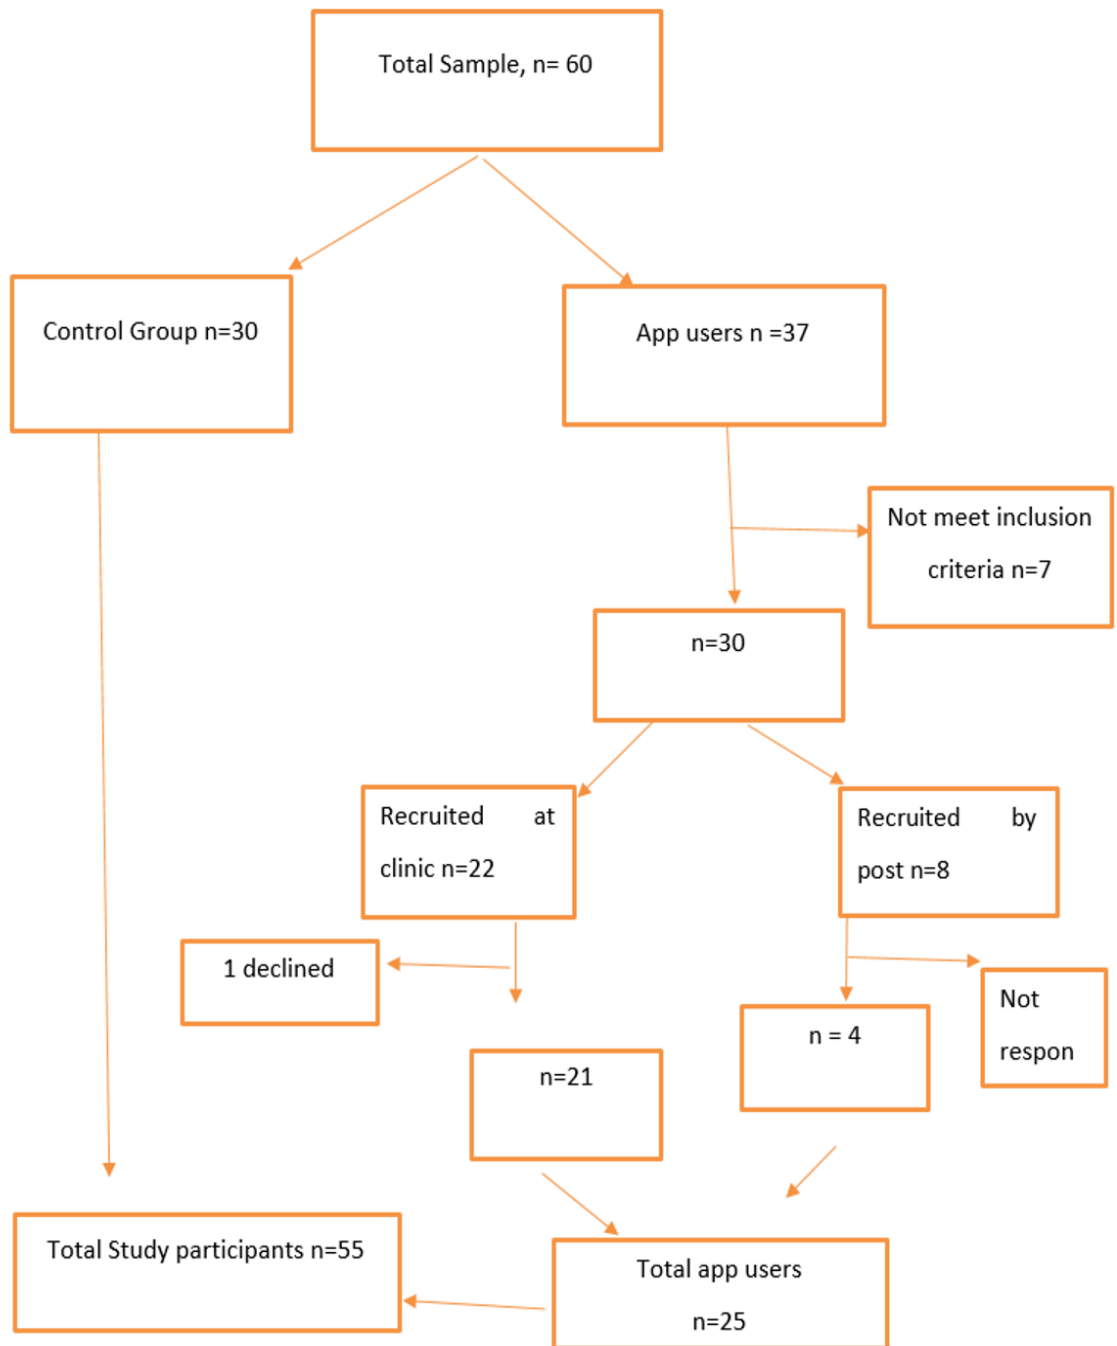 Total Sample, n= 60
Control Group n=30
App users n =37
Not meet inclusion
criteria n=7
n=30
Recruited at
clinic n=22
Recruited by
post n=8
1 declined
Not
respon
n = 4
n=21
Total Study participants n=55
Total app users
n=25